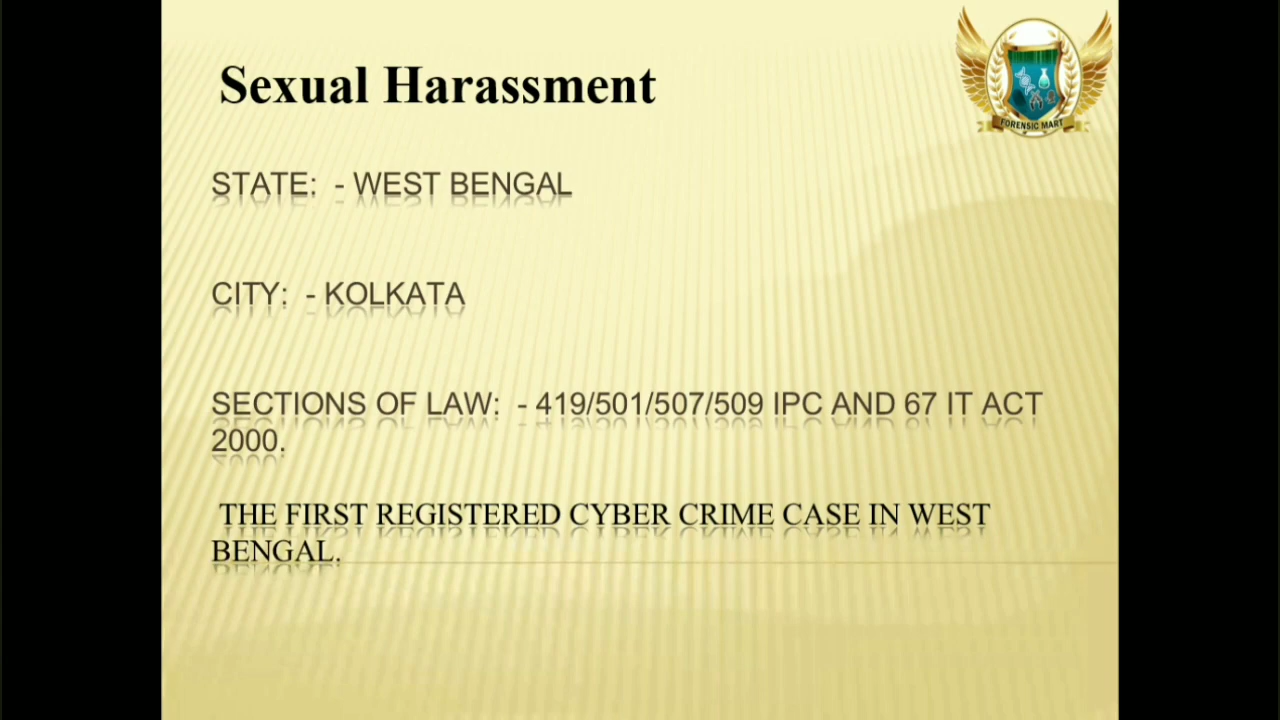 Sexual Harassment
FORENSIC MART
STATE:  - WEST BENGAL
CITY:  - KOLKATA
SECTIONS OF LAW:  - 419/501/507/509 IPC AND 67 IT ACT
2000.
THE FIRST REGISTERED CYBER CRIME CASE IN WEST
BENGAL.